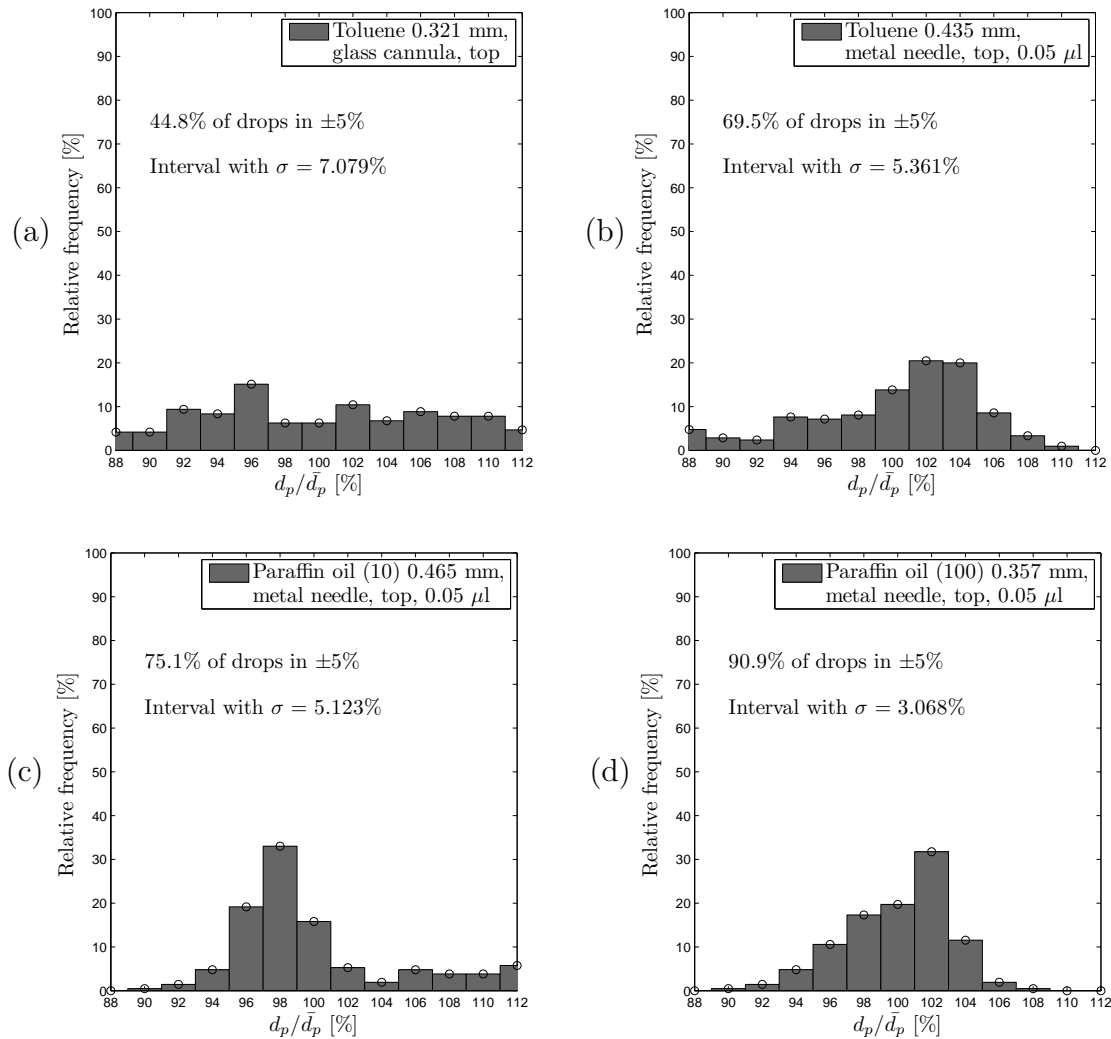 Toluene 0.321 mm,
glass cannula, top
44.8% of drops in ±5%
Interval with σ = 7.079%
(a)
Relative frequency [%]
100
90
80
70
60
50
40
30
20
10
0
88 90 92 94 96 98 100 102 104 106 108 110 112
d_p/d̄_p [%]
Toluene 0.435 mm,
metal needle, top, 0.05 μl
69.5% of drops in ±5%
Interval with σ = 5.361%
(b)
Relative frequency [%]
100
90
80
70
60
50
40
30
20
10
0
88 90 92 94 96 98 100 102 104 106 108 110 112
d_p/d̄_p [%]
Paraffin oil (10) 0.465 mm,
metal needle, top, 0.05 μl
75.1% of drops in ±5%
Interval with σ = 5.123%
(c)
Relative frequency [%]
100
90
80
70
60
50
40
30
20
10
0
88 90 92 94 96 98 100 102 104 106 108 110 112
d_p/d̄_p [%]
Paraffin oil (100) 0.357 mm,
metal needle, top, 0.05 μl
90.9% of drops in ±5%
Interval with σ = 3.068%
(d)
Relative frequency [%]
100
90
80
70
60
50
40
30
20
10
0
88 90 92 94 96 98 100 102 104 106 108 110 112
d_p/d̄_p [%]